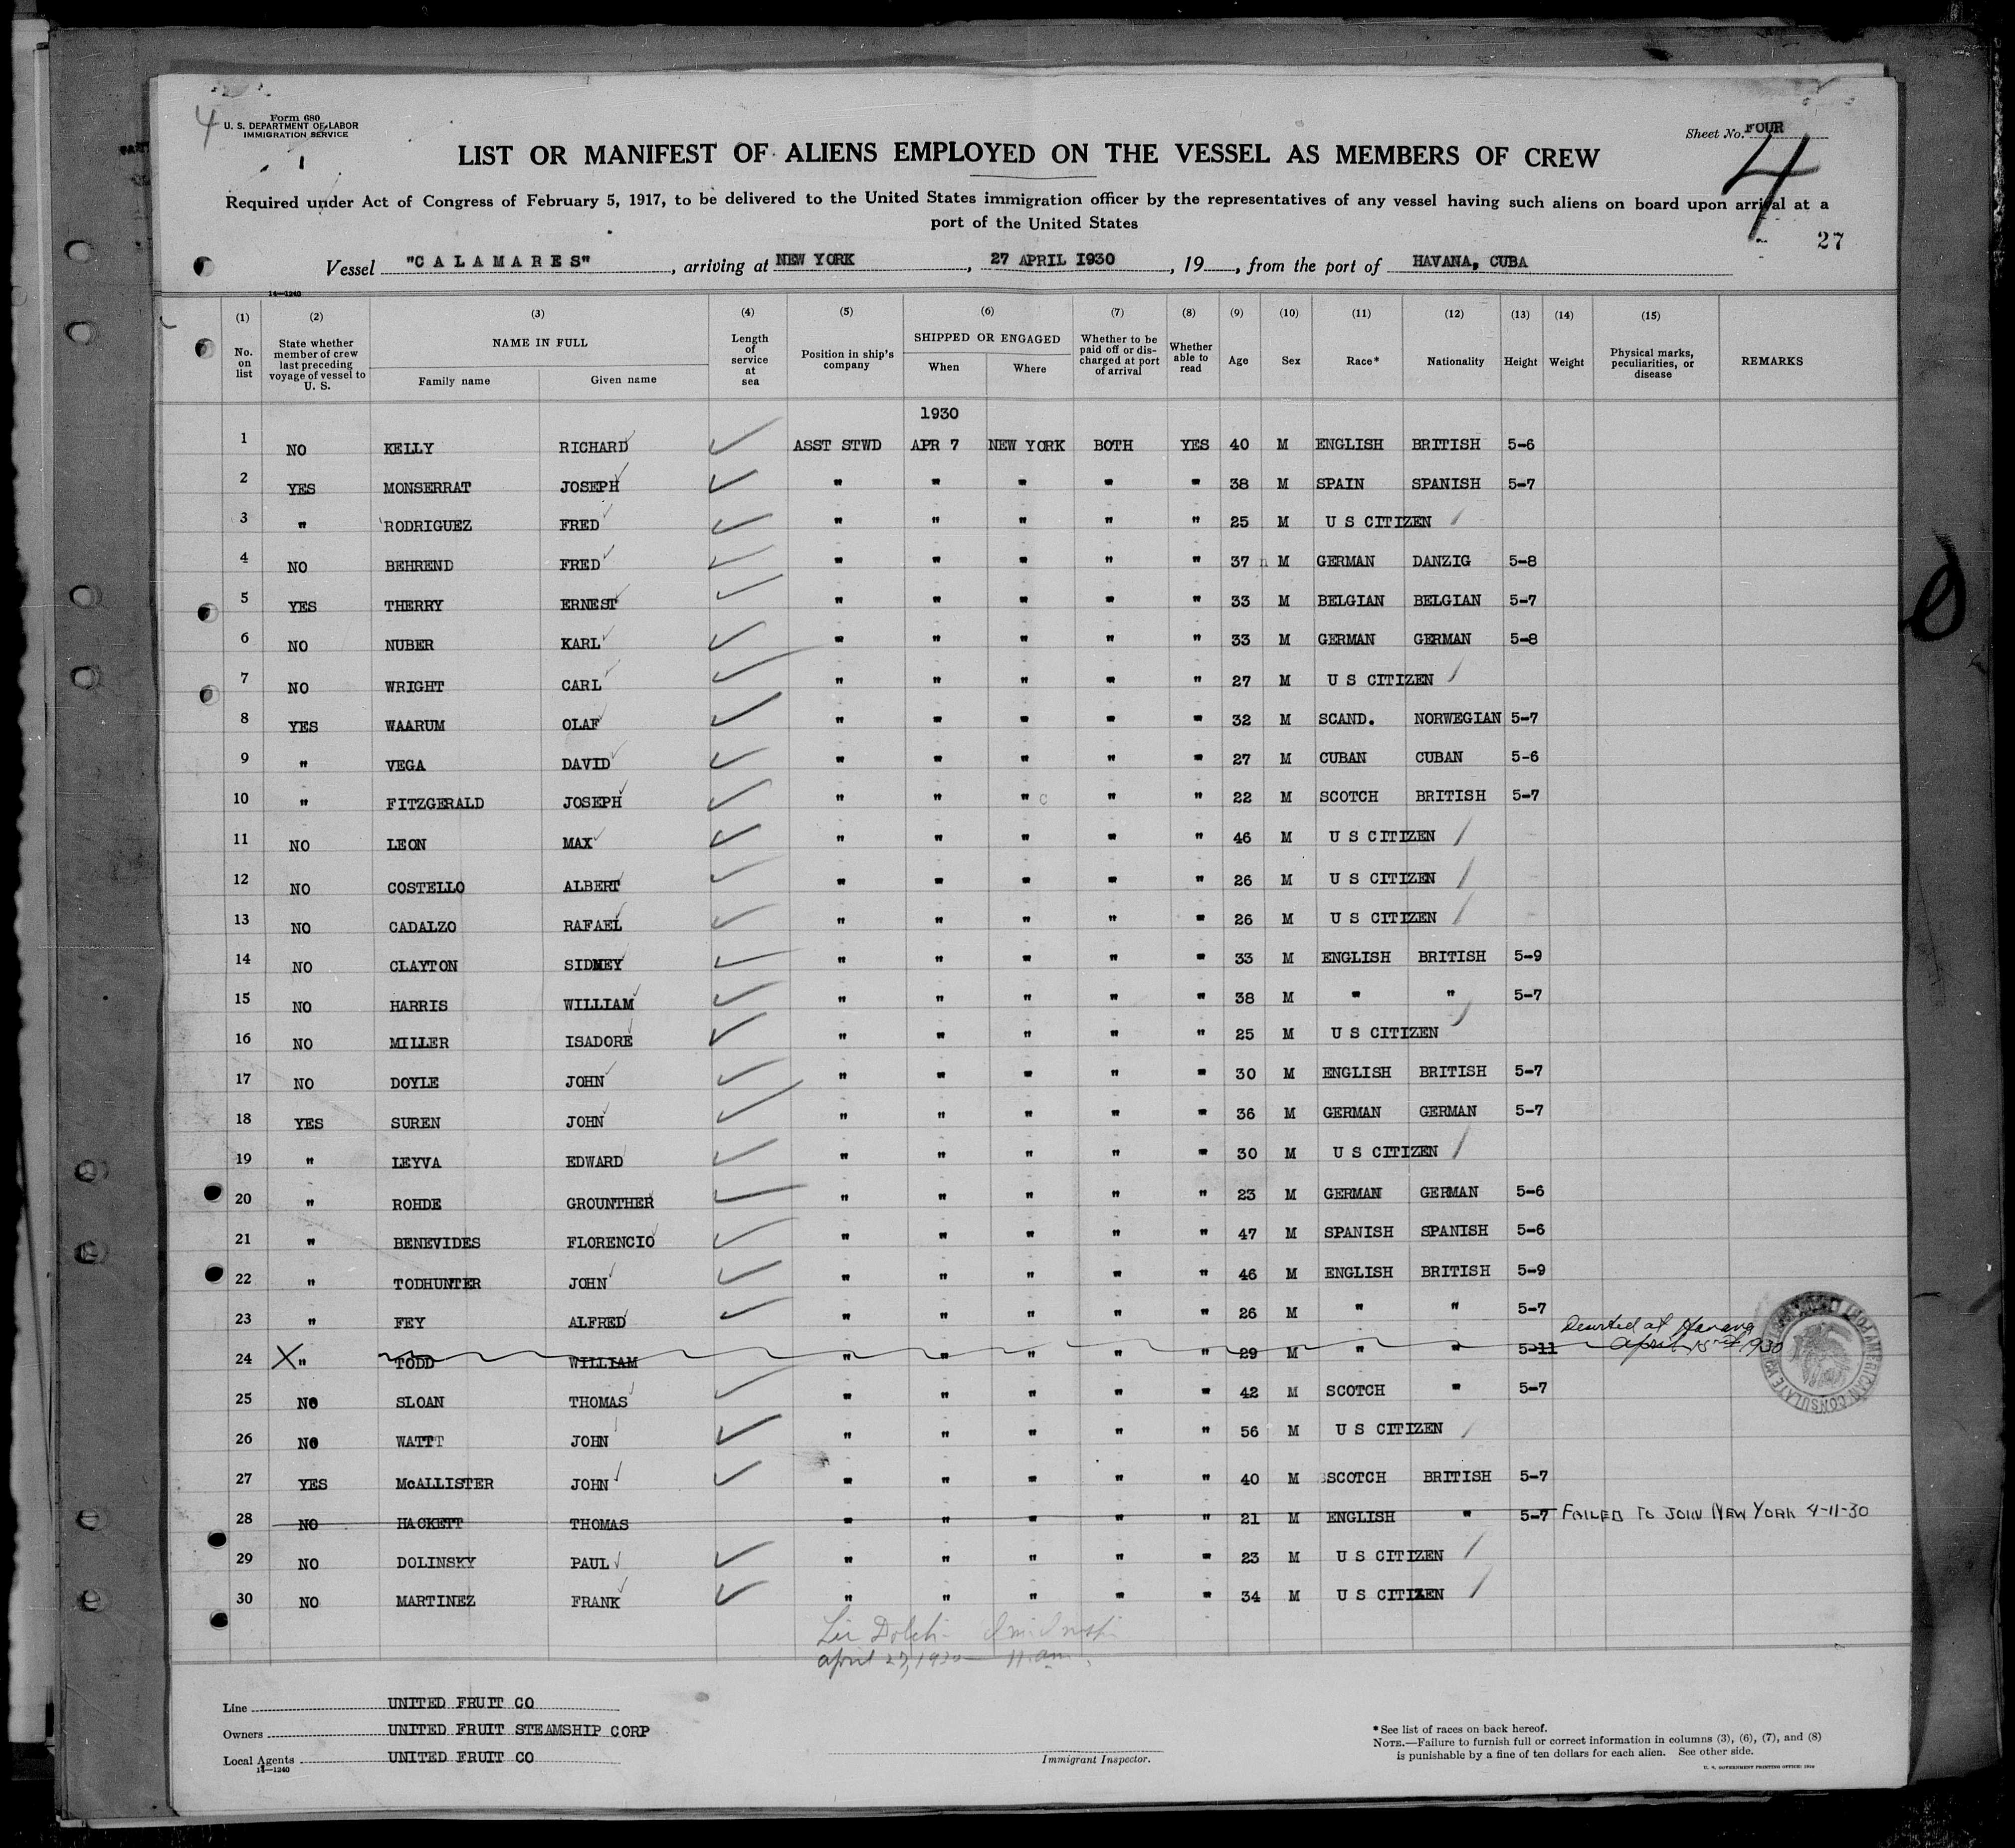 4
Form 680
U. S. DEPARTMENT OF LABOR
IMMIGRATION SERVICE
Sheet No. FOUR
4
LIST OR MANIFEST OF ALIENS EMPLOYED ON THE VESSEL AS MEMBERS OF CREW
Required under Act of Congress of February 5, 1917, to be delivered to the United States immigration officer by the representatives of any vessel having such aliens on board upon arrival at a
port of the United States
27
Vessel "CALAMARES", arriving at NEW YORK, 27 APRIL 1930, 19, from the port of HAVANA, CUBA
14—1240
(1) No. on list (2) State whether member of crew last preceding voyage of vessel to U. S. (3) NAME IN FULL Family name Given name (4) Length of service at sea (5) Position in ship's company (6) SHIPPED OR ENGAGED When Where (7) Whether to be paid off or discharged at port of arrival (8) Whether able to read (9) Age (10) Sex (11) Race* (12) Nationality (13) Height (14) Weight (15) Physical marks, peculiarities, or disease REMARKS
1930
1 NO KELLY RICHARD ASST STWD APR 7 NEW YORK BOTH YES 40 M ENGLISH BRITISH 5-6
2 YES MONSERRAT JOSEPH " " " " " 38 M SPAIN SPANISH 5-7
3 " RODRIGUEZ FRED " " " " " 25 M U S CITIZEN
4 NO BEHREND FRED " " " " " 37 M GERMAN DANZIG 5-8
5 YES THERRY ERNEST " " " " " 33 M BELGIAN BELGIAN 5-7
6 NO NUBER KARL " " " " " 33 M GERMAN GERMAN 5-8
7 NO WRIGHT CARL " " " " " 27 M U S CITIZEN
8 YES WAARUM OLAF " " " " " 32 M SCAND. NORWEGIAN 5-7
9 " VEGA DAVID " " " " " 27 M CUBAN CUBAN 5-6
10 " FITZGERALD JOSEPH " " " " " 22 M SCOTCH BRITISH 5-7
11 NO LEON MAX " " " " " 46 M U S CITIZEN
12 NO COSTELLO ALBERT " " " " " 26 M U S CITIZEN
13 NO CADALZO RAFAEL " " " " " 26 M U S CITIZEN
14 NO CLAYTON SIDNEY " " " " " 33 M ENGLISH BRITISH 5-9
15 NO HARRIS WILLIAM " " " " " 38 M " " 5-7
16 NO MILLER ISADORE " " " " " 25 M U S CITIZEN
17 NO DOYLE JOHN " " " " " 30 M ENGLISH BRITISH 5-7
18 YES SUREN JOHN " " " " " 36 M GERMAN GERMAN 5-7
19 " LEYVA EDWARD " " " " " 30 M U S CITIZEN
20 " ROHDE GROUNTHER " " " " " 23 M GERMAN GERMAN 5-6
21 " BENEVIDES FLORENCIO " " " " " 47 M SPANISH SPANISH 5-6
22 " TODHUNTER JOHN " " " " " 46 M ENGLISH BRITISH 5-9
23 " FEY ALFRED " " " " " 26 M " " 5-7
24 X " TODD WILLIAM " " " " " 29 M " " 5-11 Deserted at Havana April 15 1930
25 NO SLOAN THOMAS " " " " " 42 M SCOTCH " 5-7
26 NO WATTT JOHN " " " " " 56 M U S CITIZEN
27 YES McALLISTER JOHN " " " " " 40 M SCOTCH BRITISH 5-7
28 NO HACKETT THOMAS " " " " " 21 M ENGLISH " 5-7 FAILED TO JOIN NEW YORK 4-11-30
29 NO DOLINSKY PAUL " " " " " 23 M U S CITIZEN
30 NO MARTINEZ FRANK " " " " " 34 M U S CITIZEN
AMERICAN CONSULATE
April 27, 1930 11 am.
Line UNITED FRUIT CO
Owners UNITED FRUIT STEAMSHIP CORP
Local Agents UNITED FRUIT CO
14—1240
Immigrant Inspector.
*See list of races on back hereof.
NOTE.—Failure to furnish full or correct information in columns (3), (6), (7), and (8)
is punishable by a fine of ten dollars for each alien. See other side.